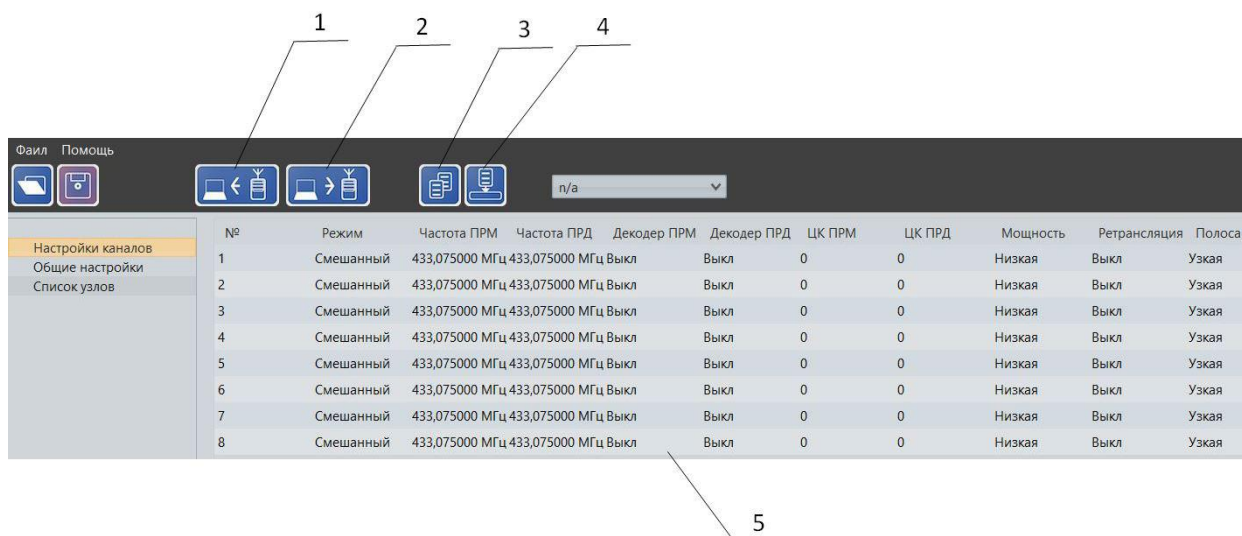 1 2 3 4
Фаил Помощь
n/a
Настройки каналов
Общие настройки
Список узлов
№ Режим Частота ПРМ Частота ПРД Декодер ПРМ Декодер ПРД ЦК ПРМ ЦК ПРД Мощность Ретрансляция Полоса
1 Смешанный 433,075000 МГц 433,075000 МГц Выкл Выкл 0 0 Низкая Выкл Узкая
2 Смешанный 433,075000 МГц 433,075000 МГц Выкл Выкл 0 0 Низкая Выкл Узкая
3 Смешанный 433,075000 МГц 433,075000 МГц Выкл Выкл 0 0 Низкая Выкл Узкая
4 Смешанный 433,075000 МГц 433,075000 МГц Выкл Выкл 0 0 Низкая Выкл Узкая
5 Смешанный 433,075000 МГц 433,075000 МГц Выкл Выкл 0 0 Низкая Выкл Узкая
6 Смешанный 433,075000 МГц 433,075000 МГц Выкл Выкл 0 0 Низкая Выкл Узкая
7 Смешанный 433,075000 МГц 433,075000 МГц Выкл Выкл 0 0 Низкая Выкл Узкая
8 Смешанный 433,075000 МГц 433,075000 МГц Выкл Выкл 0 0 Низкая Выкл Узкая
5